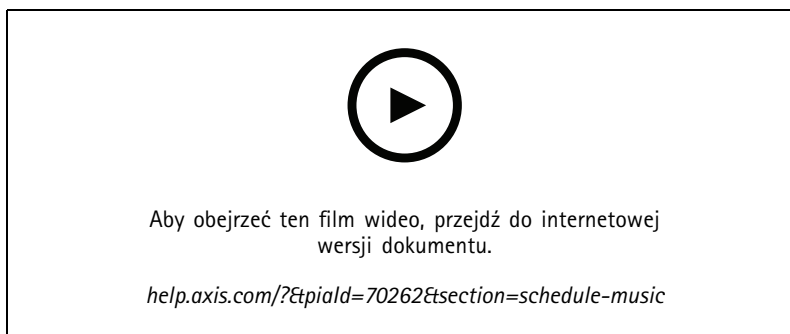 Aby obejrzeć ten film wideo, przejdź do internetowej
wersji dokumentu.
help.axis.com/?&piaId=70262&section=schedule-music